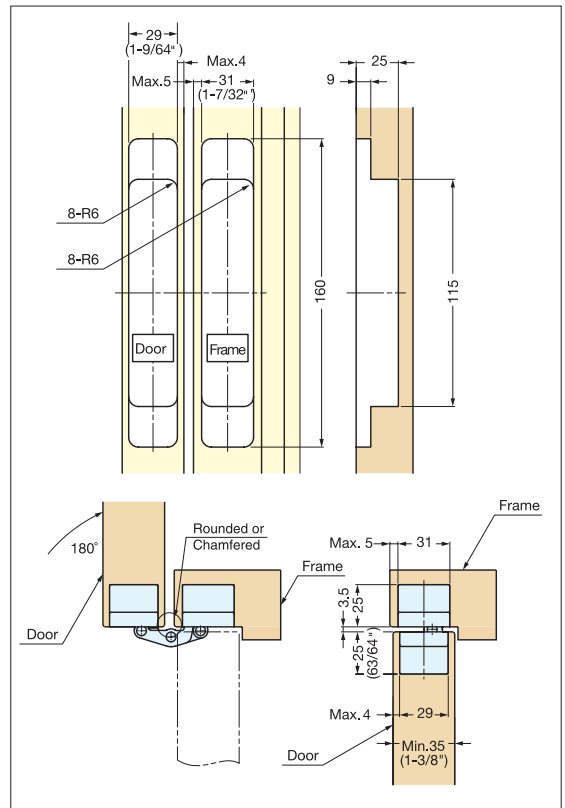 29
(1-9/64")
Max.4
Max.5
31
(1-7/32")
25
9
8-R6
8-R6
160
115
Door
Frame
180°
Rounded or
Chamfered
Frame
Door
Frame
Max. 5
31
3.5
25
25
(63/64")
Max. 4
29
Door
Min.35
(1-3/8")